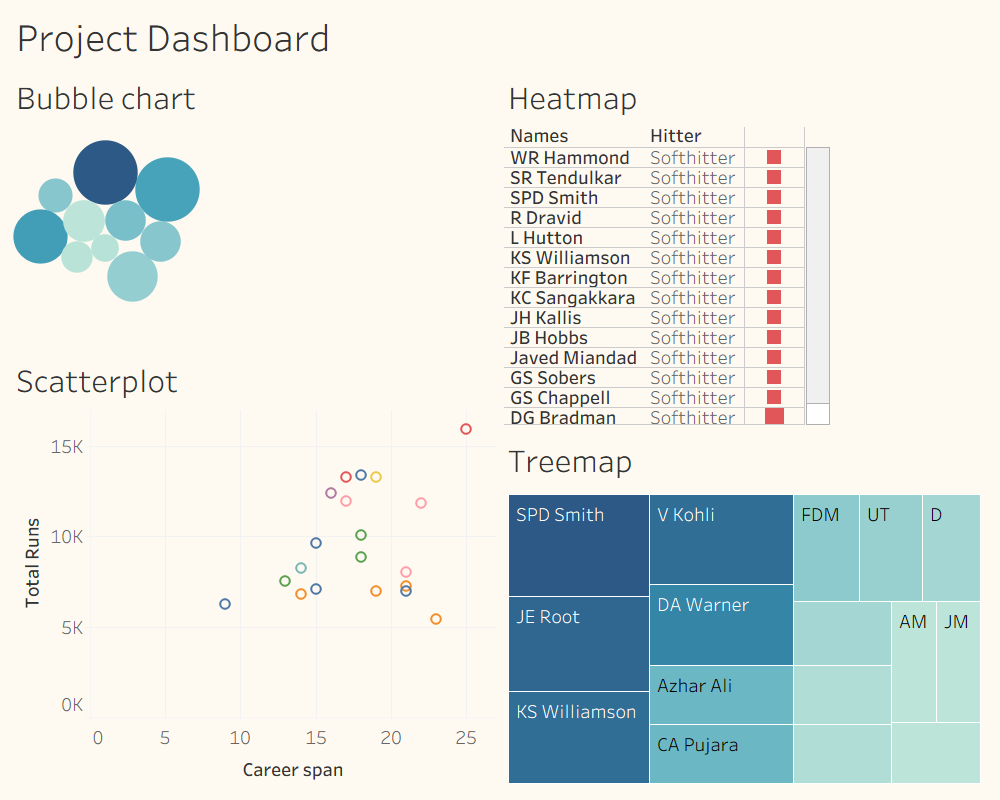 Project Dashboard
Bubble chart
Heatmap
Names Hitter
WR Hammond Softhitter
SR Tendulkar Softhitter
SPD Smith Softhitter
R Dravid Softhitter
L Hutton Softhitter
KS Williamson Softhitter
KF Barrington Softhitter
KC Sangakkara Softhitter
JH Kallis Softhitter
JB Hobbs Softhitter
Javed Miandad Softhitter
GS Sobers Softhitter
GS Chappell Softhitter
DG Bradman Softhitter
Scatterplot
15K
10K
5K
0K
Total Runs
0 5 10 15 20 25
Career span
Treemap
SPD Smith
JE Root
KS Williamson
V Kohli
DA Warner
Azhar Ali
CA Pujara
FDM
UT
D
AM
JM